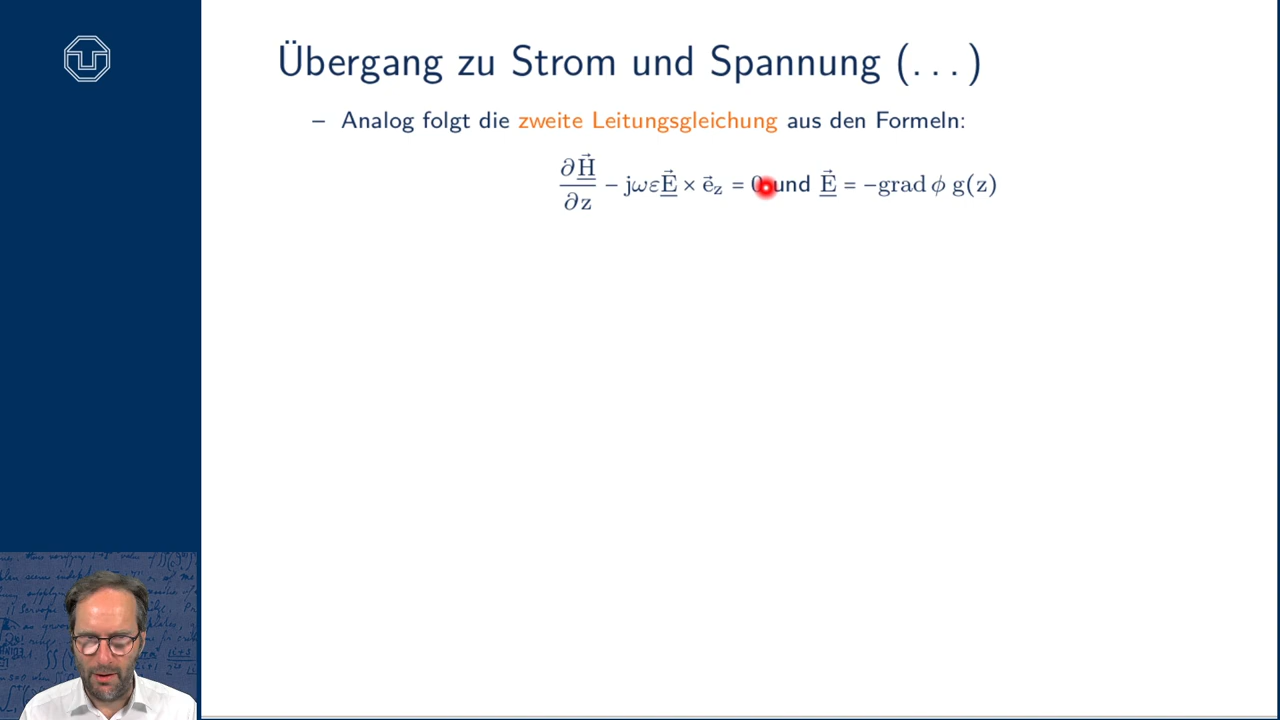 Übergang zu Strom und Spannung (. . . )
– Analog folgt die zweite Leitungsgleichung aus den Formeln:
∂H⃗/∂z − jωεE⃗ × e⃗z = 0 und E⃗ = −grad ϕ g(z)